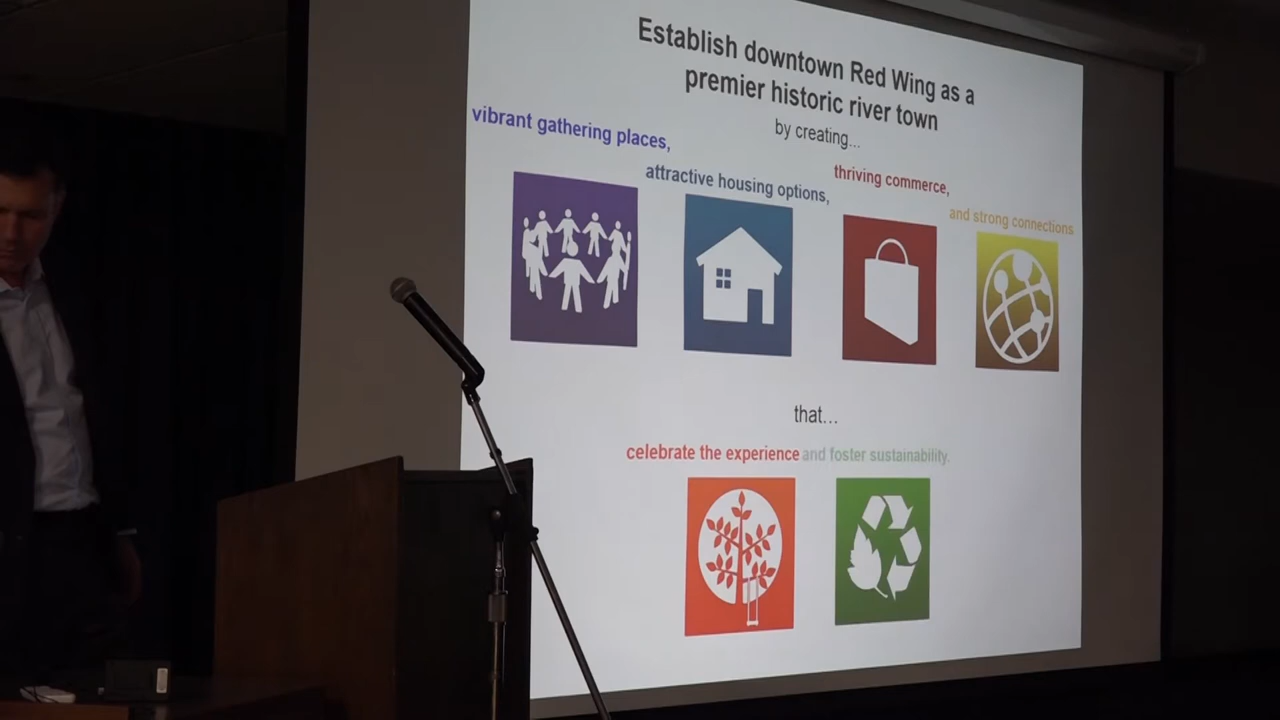 Establish downtown Red Wing as a
premier historic river town
by creating...
vibrant gathering places,
attractive housing options,
thriving commerce,
and strong connections
that...
celebrate the experience and foster sustainability.